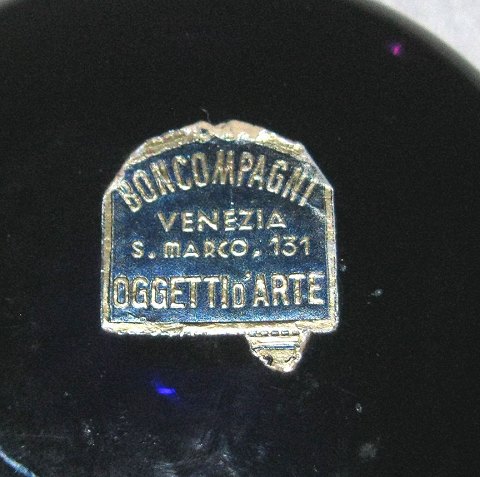 BONCOMPAGNI
VENEZIA
S. MARCO, 131
OGGETTI D'ARTE